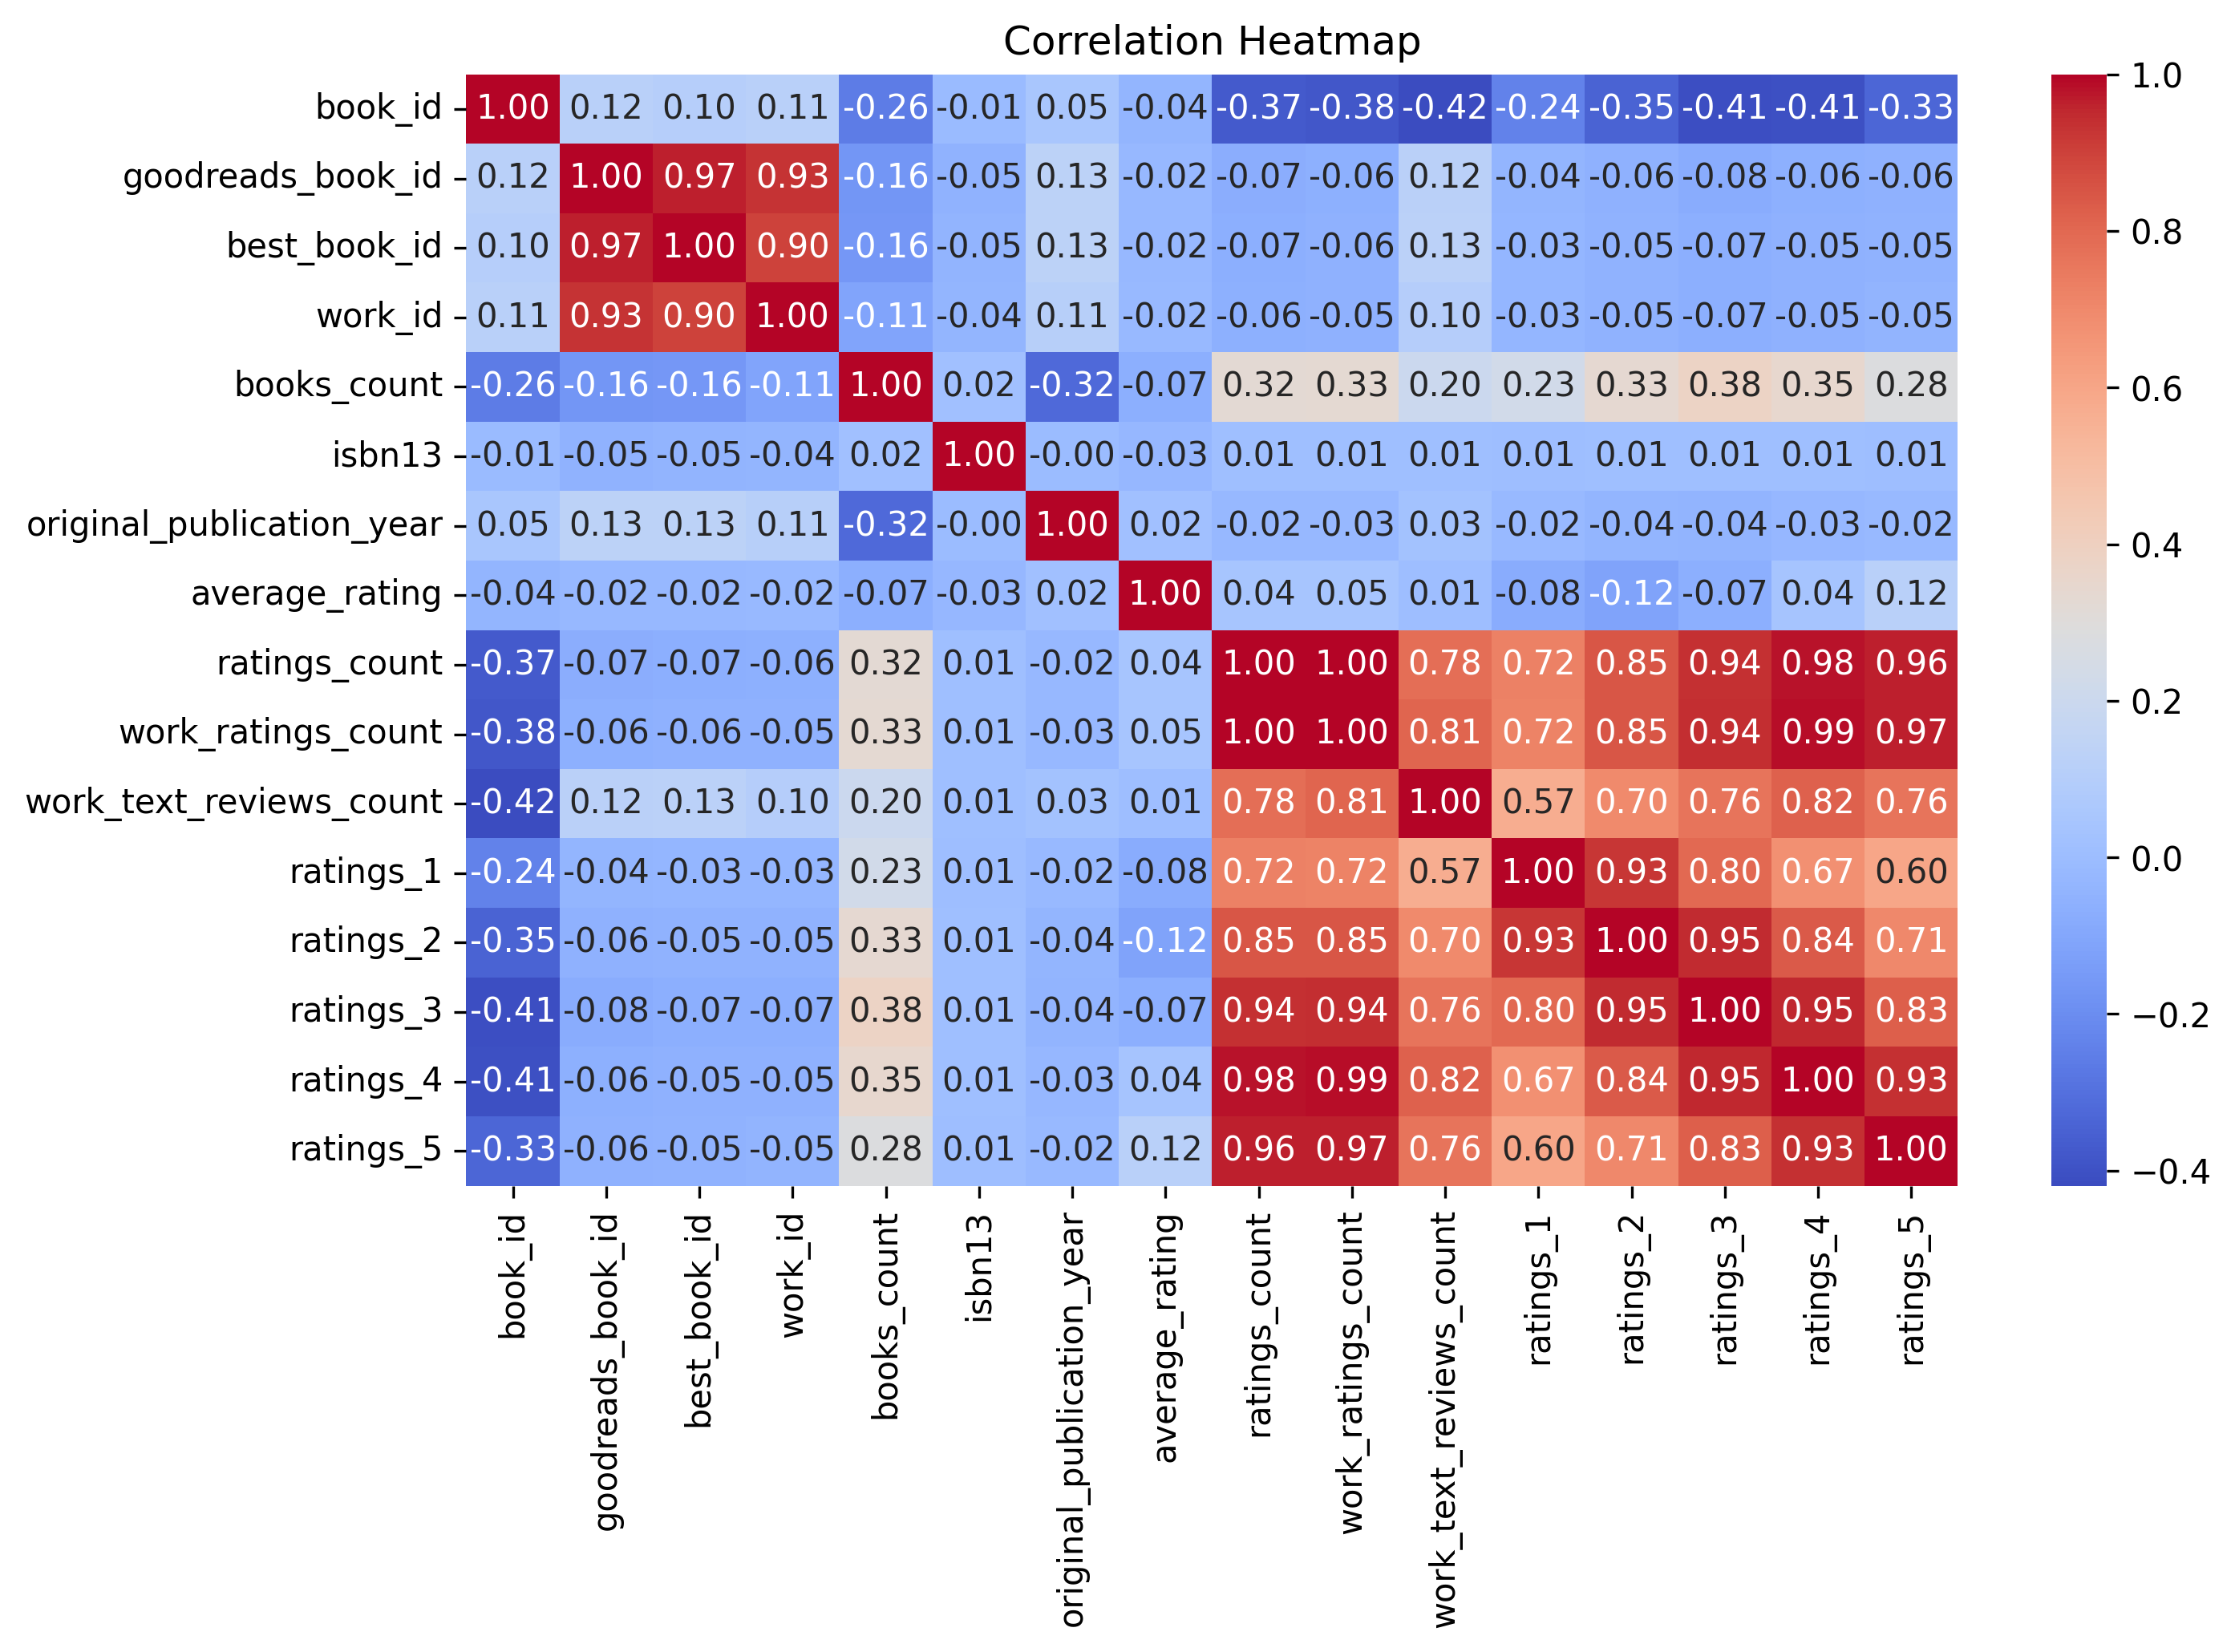 Correlation Heatmap
book_id 1.00 0.12 0.10 0.11 -0.26 -0.01 0.05 -0.04 -0.37 -0.38 -0.42 -0.24 -0.35 -0.41 -0.41 -0.33
goodreads_book_id 0.12 1.00 0.97 0.93 -0.16 -0.05 0.13 -0.02 -0.07 -0.06 0.12 -0.04 -0.06 -0.08 -0.06 -0.06
best_book_id 0.10 0.97 1.00 0.90 -0.16 -0.05 0.13 -0.02 -0.07 -0.06 0.13 -0.03 -0.05 -0.07 -0.05 -0.05
work_id 0.11 0.93 0.90 1.00 -0.11 -0.04 0.11 -0.02 -0.06 -0.05 0.10 -0.03 -0.05 -0.07 -0.05 -0.05
books_count -0.26 -0.16 -0.16 -0.11 1.00 0.02 -0.32 -0.07 0.32 0.33 0.20 0.23 0.33 0.38 0.35 0.28
isbn13 -0.01 -0.05 -0.05 -0.04 0.02 1.00 -0.00 -0.03 0.01 0.01 0.01 0.01 0.01 0.01 0.01 0.01
original_publication_year 0.05 0.13 0.13 0.11 -0.32 -0.00 1.00 0.02 -0.02 -0.03 0.03 -0.02 -0.04 -0.04 -0.03 -0.02
average_rating -0.04 -0.02 -0.02 -0.02 -0.07 -0.03 0.02 1.00 0.04 0.05 0.01 -0.08 -0.12 -0.07 0.04 0.12
ratings_count -0.37 -0.07 -0.07 -0.06 0.32 0.01 -0.02 0.04 1.00 1.00 0.78 0.72 0.85 0.94 0.98 0.96
work_ratings_count -0.38 -0.06 -0.06 -0.05 0.33 0.01 -0.03 0.05 1.00 1.00 0.81 0.72 0.85 0.94 0.99 0.97
work_text_reviews_count -0.42 0.12 0.13 0.10 0.20 0.01 0.03 0.01 0.78 0.81 1.00 0.57 0.70 0.76 0.82 0.76
ratings_1 -0.24 -0.04 -0.03 -0.03 0.23 0.01 -0.02 -0.08 0.72 0.72 0.57 1.00 0.93 0.80 0.67 0.60
ratings_2 -0.35 -0.06 -0.05 -0.05 0.33 0.01 -0.04 -0.12 0.85 0.85 0.70 0.93 1.00 0.95 0.84 0.71
ratings_3 -0.41 -0.08 -0.07 -0.07 0.38 0.01 -0.04 -0.07 0.94 0.94 0.76 0.80 0.95 1.00 0.95 0.83
ratings_4 -0.41 -0.06 -0.05 -0.05 0.35 0.01 -0.03 0.04 0.98 0.99 0.82 0.67 0.84 0.95 1.00 0.93
ratings_5 -0.33 -0.06 -0.05 -0.05 0.28 0.01 -0.02 0.12 0.96 0.97 0.76 0.60 0.71 0.83 0.93 1.00
book_id
goodreads_book_id
best_book_id
work_id
books_count
isbn13
original_publication_year
average_rating
ratings_count
work_ratings_count
work_text_reviews_count
ratings_1
ratings_2
ratings_3
ratings_4
ratings_5
1.0
0.8
0.6
0.4
0.2
0.0
−0.2
−0.4